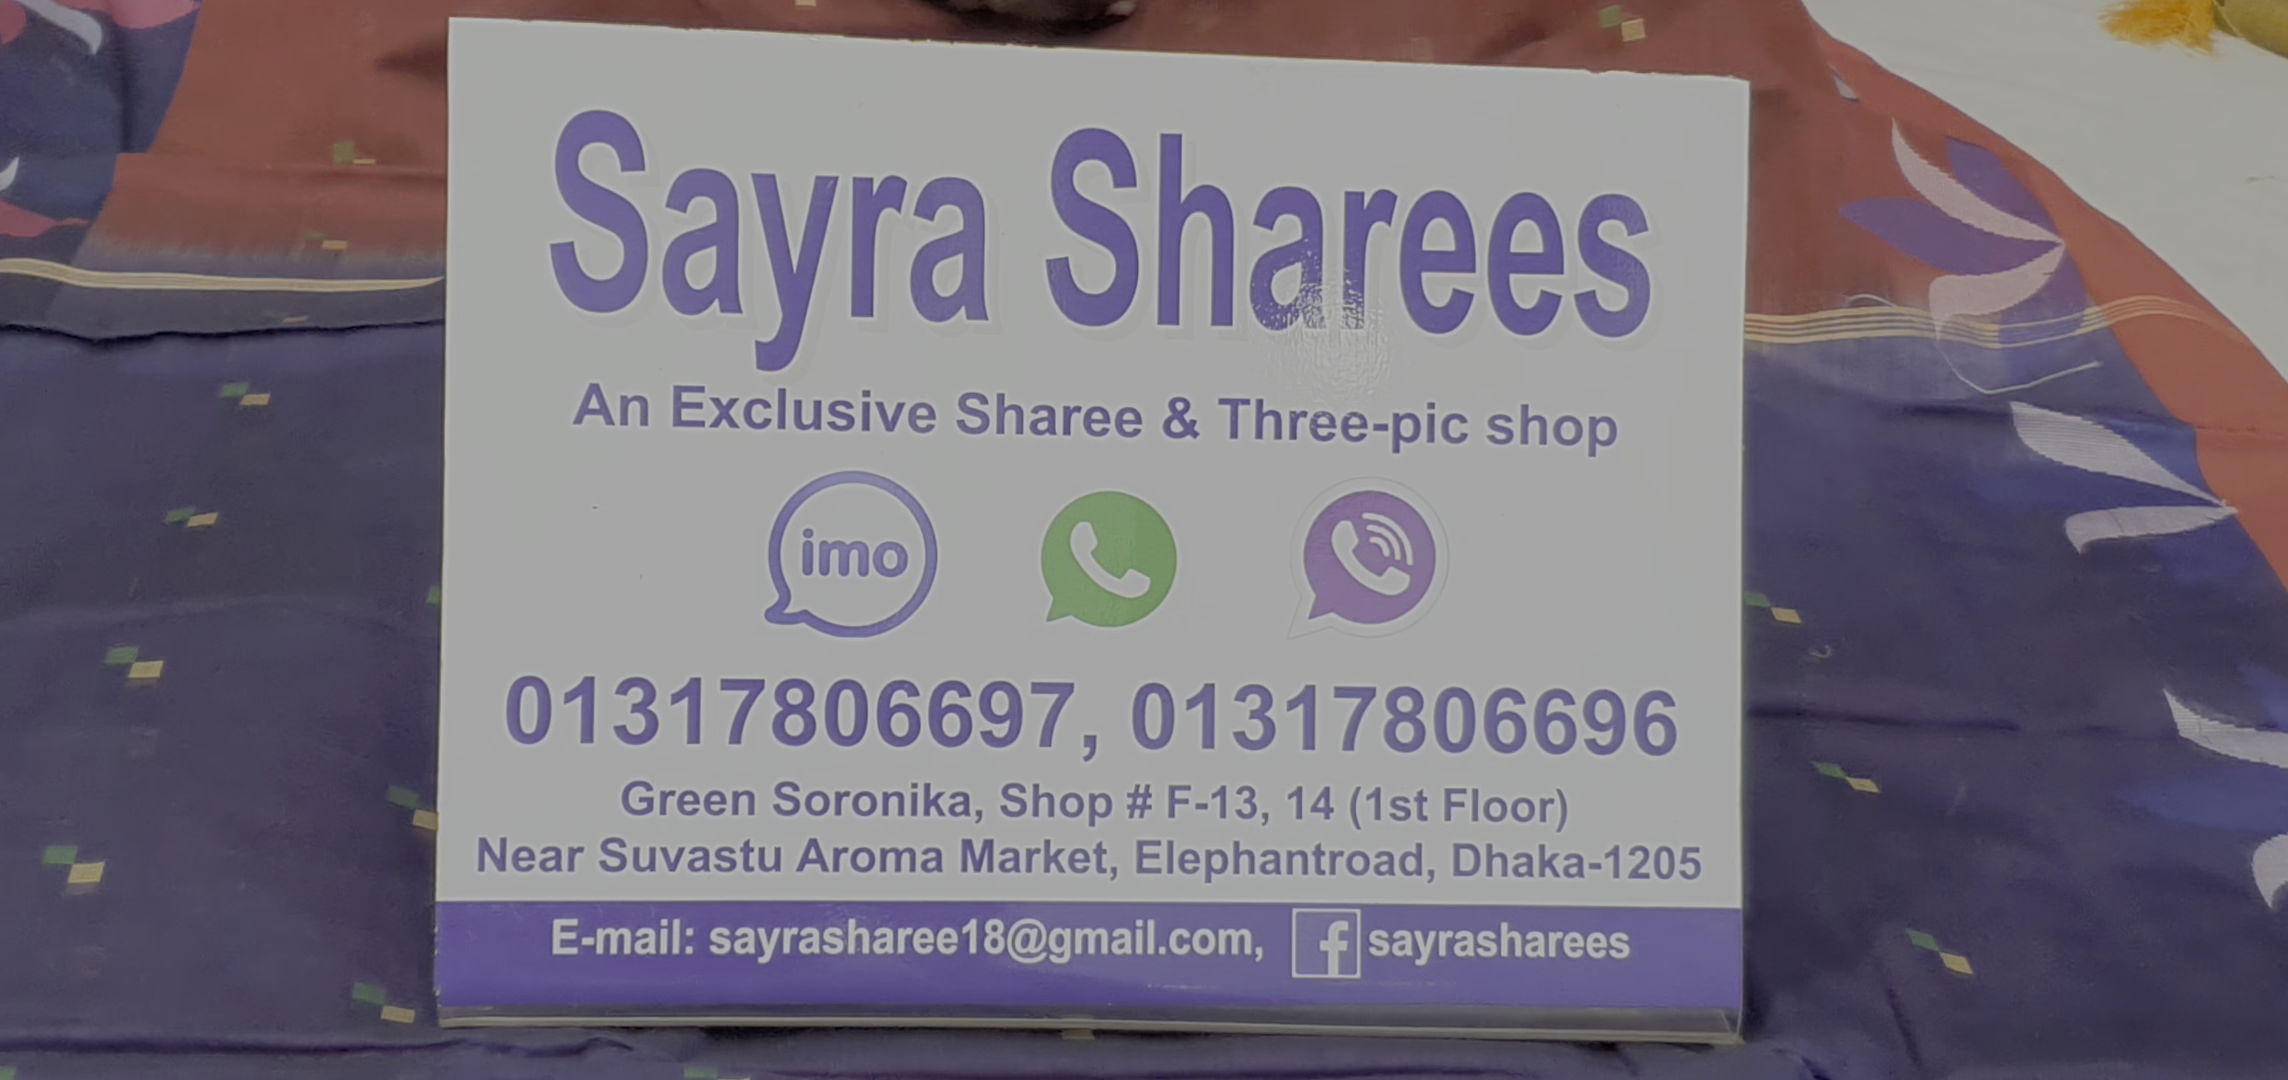 Sayra Sharees
An Exclusive Sharee & Three-pic shop
imo
01317806697, 01317806696
Green Soronika, Shop # F-13, 14 (1st Floor)
Near Suvastu Aroma Market, Elephantroad, Dhaka-1205
E-mail: sayrasharee18@gmail.com, f sayrasharees